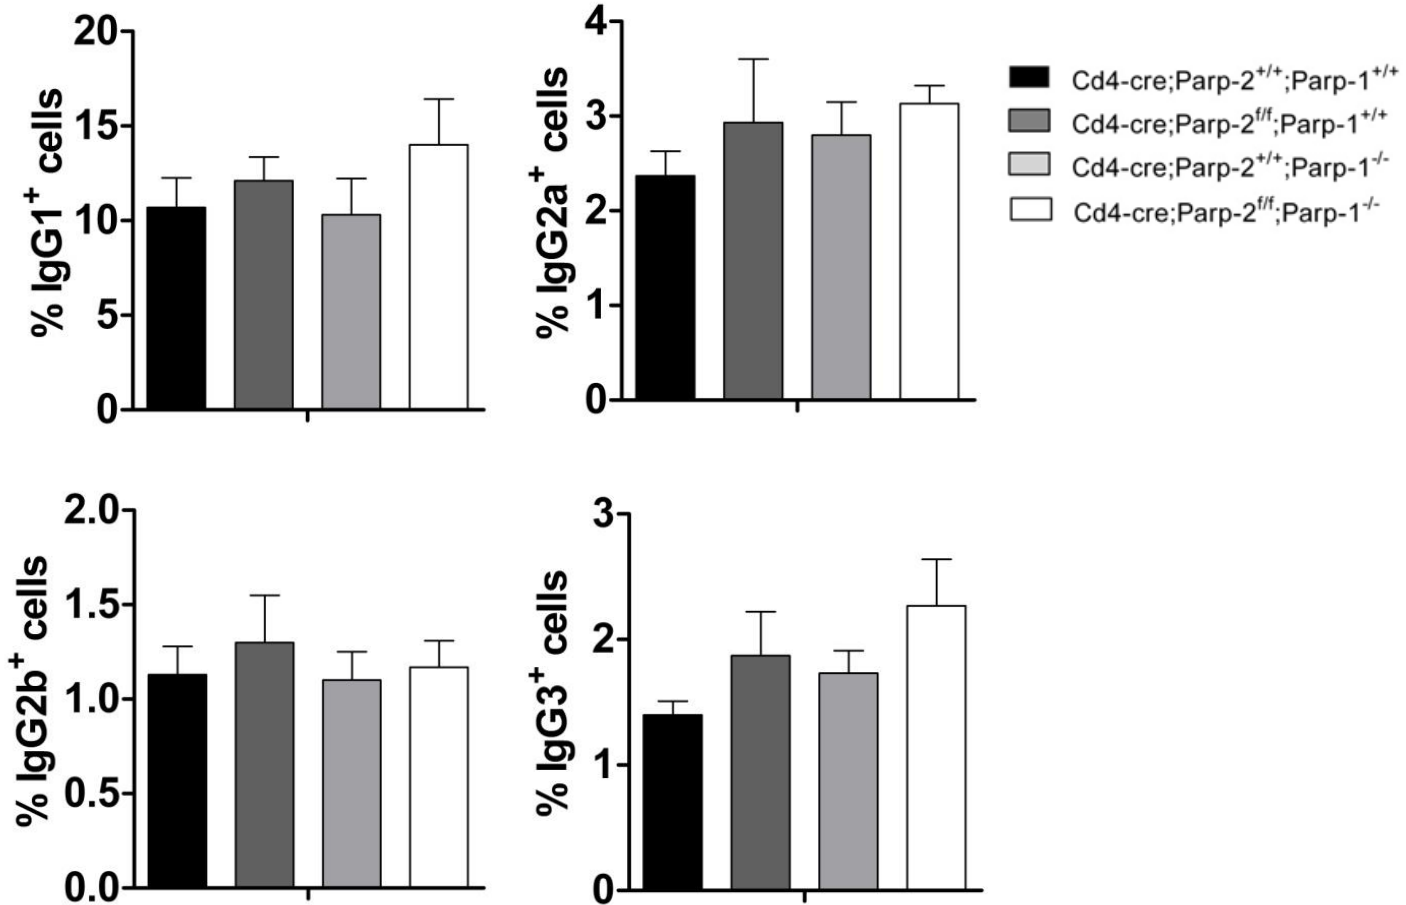 % IgG1⁺ cells
20
15
10
5
0
% IgG2a⁺ cells
4
3
2
1
0
Cd4-cre;Parp-2⁺/⁺;Parp-1⁺/⁺
Cd4-cre;Parp-2ᶠ/ᶠ;Parp-1⁺/⁺
Cd4-cre;Parp-2⁺/⁺;Parp-1⁻/⁻
Cd4-cre;Parp-2ᶠ/ᶠ;Parp-1⁻/⁻
% IgG2b⁺ cells
2.0
1.5
1.0
0.5
0.0
% IgG3⁺ cells
3
2
1
0